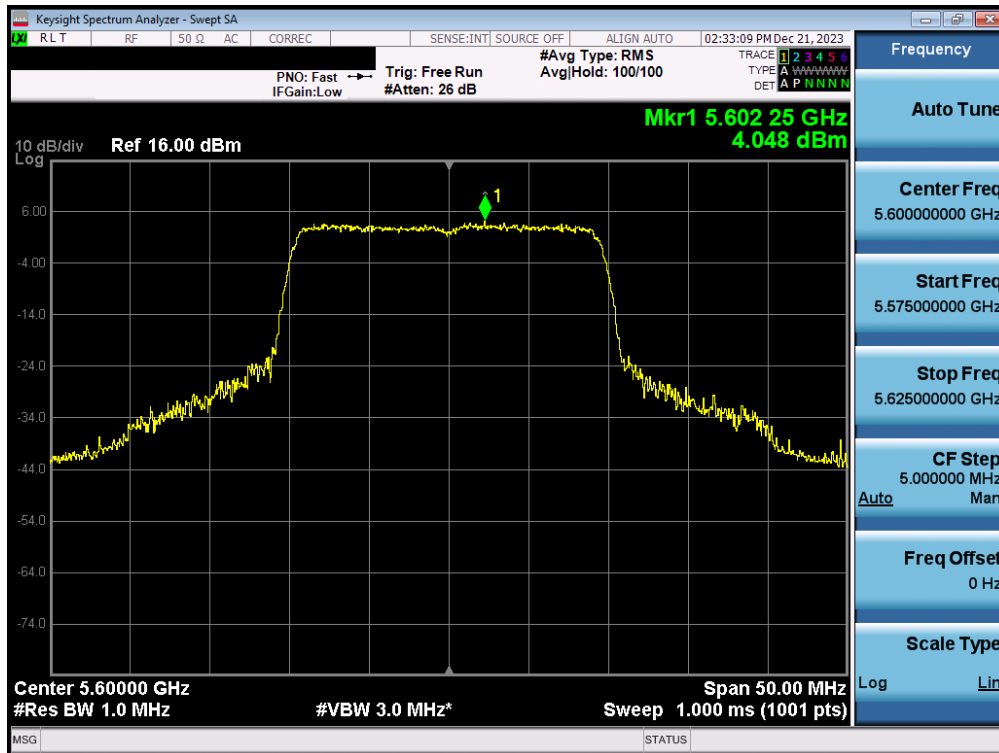 Keysight Spectrum Analyzer - Swept SA
LXI RLT RF 50 Ω AC CORREC SENSE:INT SOURCE OFF ALIGN AUTO 02:33:09 PM Dec 21, 2023
PNO: Fast
IFGain:Low
Trig: Free Run
#Atten: 26 dB
#Avg Type: RMS
Avg|Hold: 100/100
TRACE 1 2 3 4 5 6
TYPE A WWWWW
DET A P N N N N
Mkr1 5.602 25 GHz
4.048 dBm
10 dB/div Ref 16.00 dBm
Log
1
6.00
-4.00
-14.0
-24.0
-34.0
-44.0
-54.0
-64.0
-74.0
Center 5.60000 GHz Span 50.00 MHz
#Res BW 1.0 MHz #VBW 3.0 MHz* Sweep 1.000 ms (1001 pts)
MSG STATUS
Frequency
Auto Tune
Center Freq
5.600000000 GHz
Start Freq
5.575000000 GHz
Stop Freq
5.625000000 GHz
CF Step
5.000000 MHz
Auto Man
Freq Offset
0 Hz
Scale Type
Log Lin